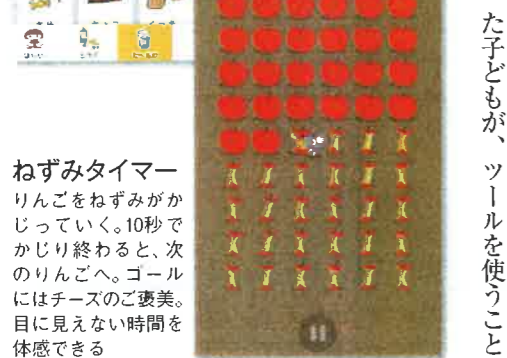 た子どもが、ツールを使うこと
ねずみタイマー
りんごをねずみがか
じっていく。10秒で
かじり終わると、次
のりんごへ。ゴール
にはチーズのご褒美。
目に見えない時間を
体感できる